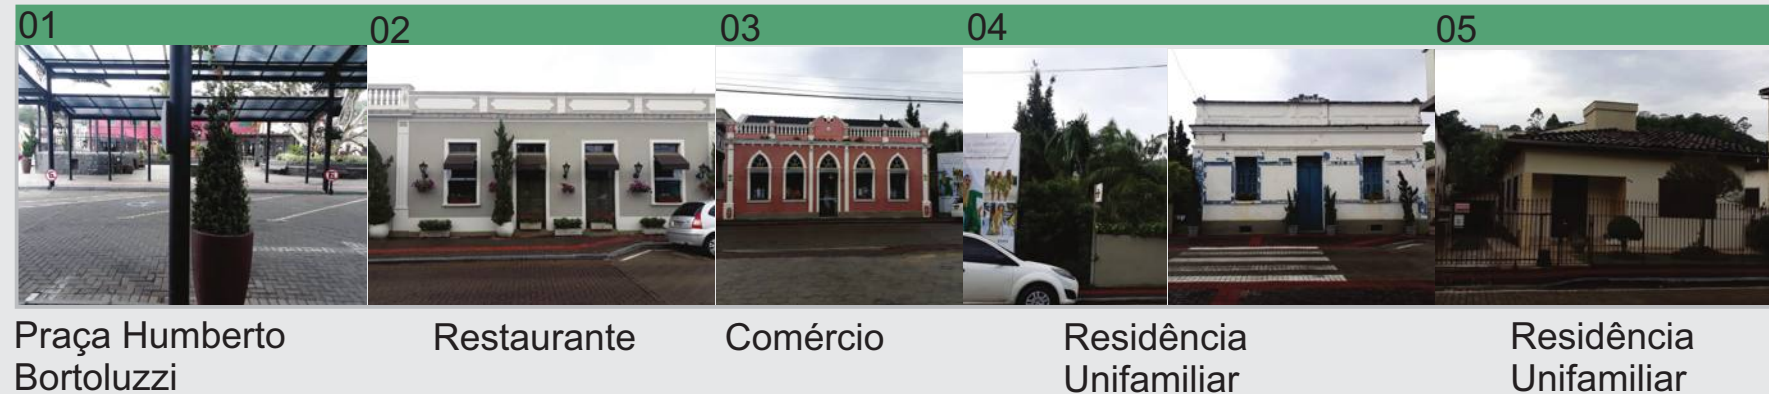 01
02
03
04
05
Praça Humberto
Bortoluzzi
Restaurante
Comércio
Residência
Unifamiliar
Residência
Unifamiliar